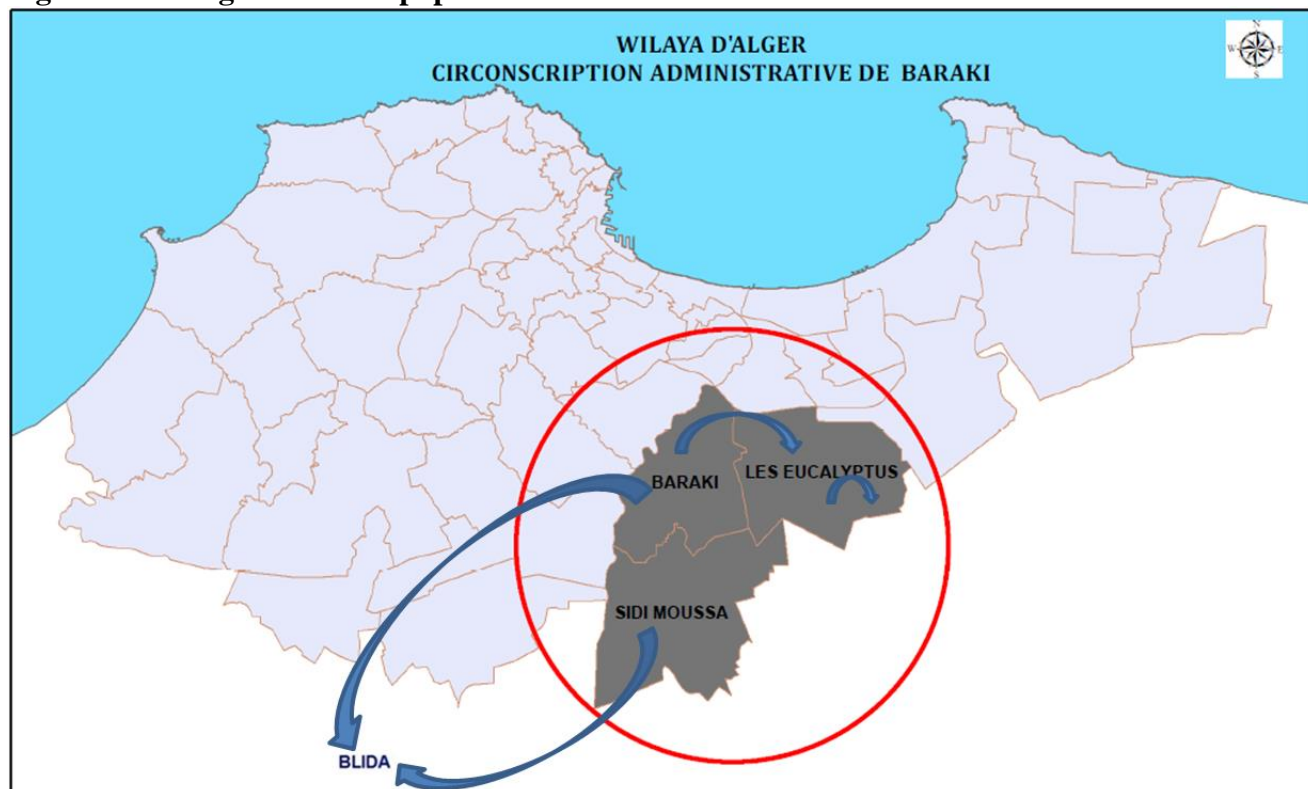 WILAYA D'ALGER
CIRCONSCRIPTION ADMINISTRATIVE DE BARAKI
N
W E
S
BARAKI
LES EUCALYPTUS
SIDI MOUSSA
BLIDA